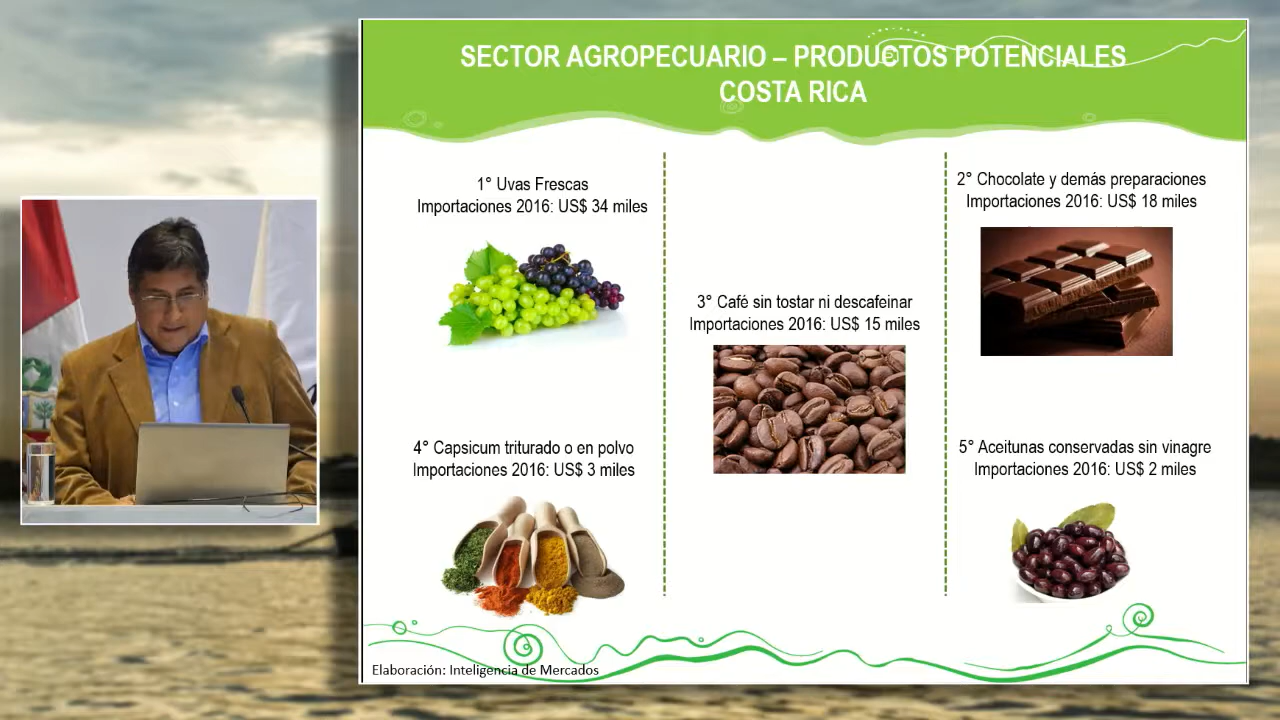 SECTOR AGROPECUARIO – PRODUCTOS POTENCIALES
COSTA RICA
1° Uvas Frescas
Importaciones 2016: US$ 34 miles
2° Chocolate y demás preparaciones
Importaciones 2016: US$ 18 miles
3° Café sin tostar ni descafeinar
Importaciones 2016: US$ 15 miles
4° Capsicum triturado o en polvo
Importaciones 2016: US$ 3 miles
5° Aceitunas conservadas sin vinagre
Importaciones 2016: US$ 2 miles
Elaboración: Inteligencia de Mercados